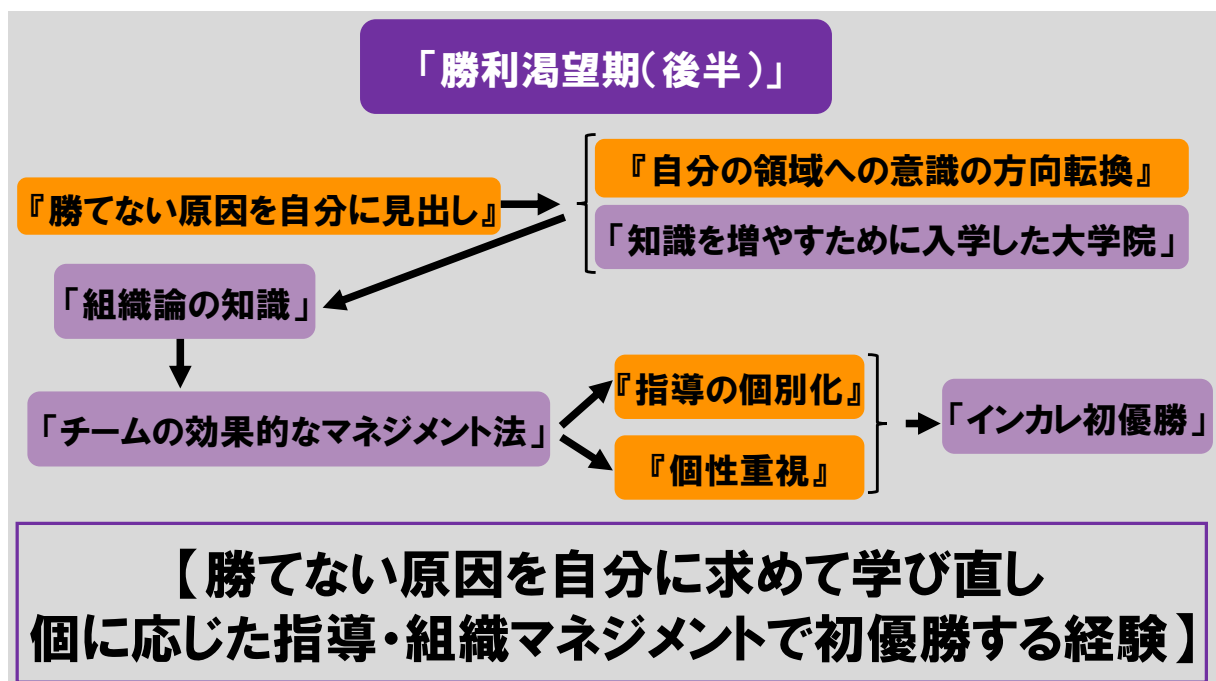 「勝利渇望期(後半)」
『勝てない原因を自分に見出し』
『自分の領域への意識の方向転換』
「知識を増やすために入学した大学院」
「組織論の知識」
「チームの効果的なマネジメント法」
『指導の個別化』
『個性重視』
「インカレ初優勝」
【勝てない原因を自分に求めて学び直し
個に応じた指導・組織マネジメントで初優勝する経験】